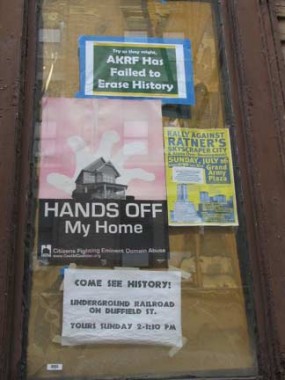 Try as they might,
AKRF Has
Failed to
Erase History
RALLY AGAINST
RATNER'S
SKYSCRAPER CITY
SUNDAY, JULY 16th
Grand
Army
Plaza
HANDS OFF
My Home
Citizens Fighting Eminent Domain Abuse
COME SEE HISTORY!
UNDERGROUND RAILROAD
ON DUFFIELD ST.
TOURS SUNDAY 2-1:30 PM